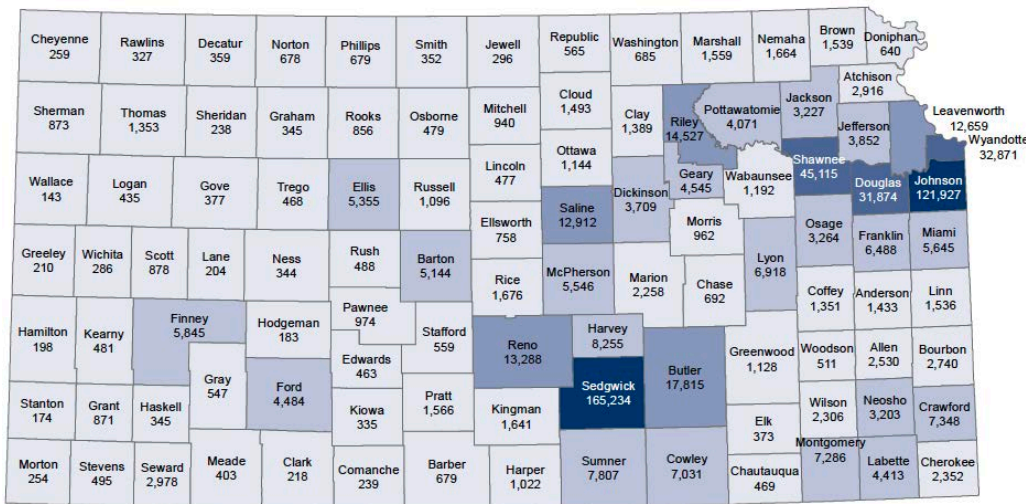 Cheyenne
259
Rawlins
327
Decatur
359
Norton
678
Phillips
679
Smith
352
Jewell
296
Republic
565
Washington
685
Marshall
1,559
Nemaha
1,664
Brown
1,539
Doniphan
640
Atchison
2,916
Sherman
873
Thomas
1,353
Sheridan
238
Graham
345
Rooks
856
Osborne
479
Mitchell
940
Cloud
1,493
Clay
1,389
Riley
14,527
Pottawatomie
4,071
Jackson
3,227
Jefferson
3,852
Leavenworth
12,659
Wyandotte
32,871
Ottawa
1,144
Lincoln
477
Wallace
143
Logan
435
Gove
377
Trego
468
Ellis
5,355
Russell
1,096
Ellsworth
758
Saline
12,912
Dickinson
3,709
Geary
4,545
Wabaunsee
1,192
Shawnee
45,115
Douglas
31,874
Johnson
121,927
Morris
962
Osage
3,264
Franklin
6,488
Miami
5,645
Greeley
210
Wichita
286
Scott
878
Lane
204
Ness
344
Rush
488
Barton
5,144
Rice
1,676
McPherson
5,546
Marion
2,258
Chase
692
Lyon
6,918
Coffey
1,351
Anderson
1,433
Linn
1,536
Hamilton
198
Kearny
481
Finney
5,845
Hodgeman
183
Pawnee
974
Stafford
559
Reno
13,288
Harvey
8,255
Edwards
463
Gray
547
Ford
4,484
Sedgwick
165,234
Butler
17,815
Greenwood
1,128
Woodson
511
Allen
2,530
Bourbon
2,740
Stanton
174
Grant
871
Haskell
345
Kiowa
335
Pratt
1,566
Kingman
1,641
Elk
373
Wilson
2,306
Neosho
3,203
Crawford
7,348
Morton
254
Stevens
495
Seward
2,978
Meade
403
Clark
218
Comanche
239
Barber
679
Harper
1,022
Sumner
7,807
Cowley
7,031
Chautauqua
469
Montgomery
7,286
Labette
4,413
Cherokee
2,352